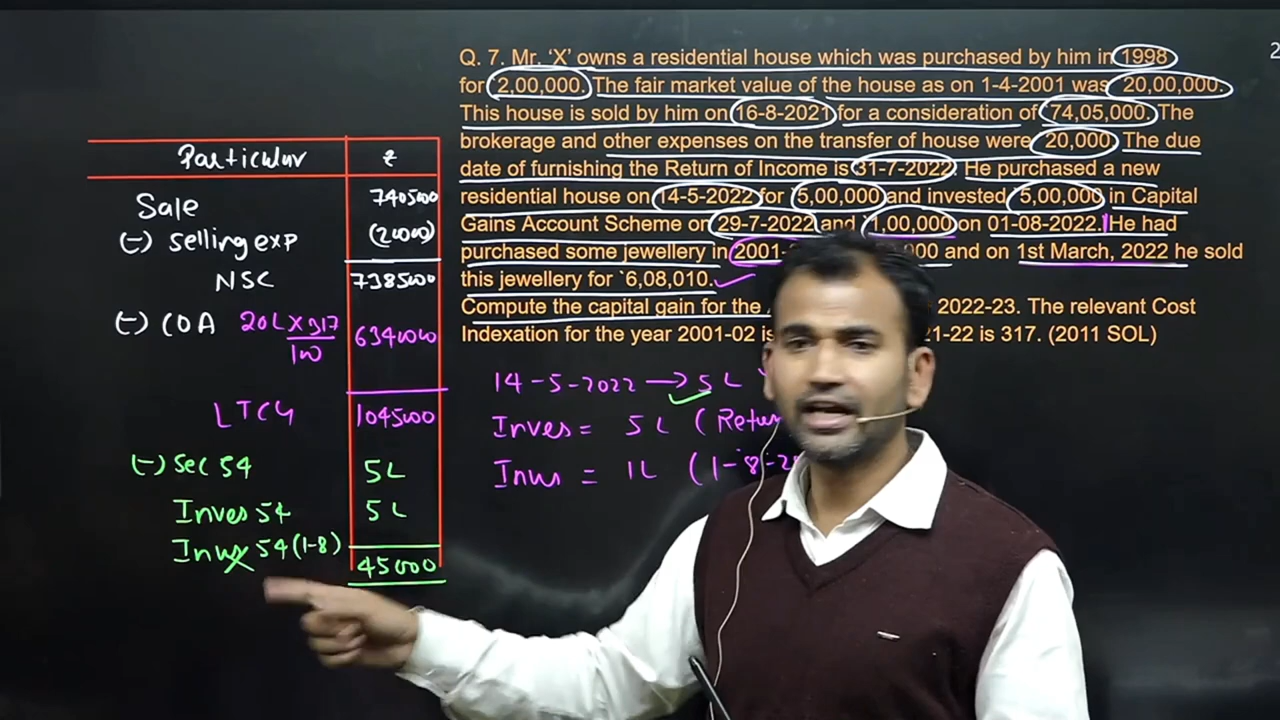 Q. 7. Mr. 'X' owns a residential house which was purchased by him in 1998
for `2,00,000. The fair market value of the house as on 1-4-2001 was `20,00,000.
This house is sold by him on 16-8-2021 for a consideration of `74,05,000. The
brokerage and other expenses on the transfer of house were `20,000. The due
date of furnishing the Return of Income is 31-7-2022. He purchased a new
residential house on 14-5-2022 for `5,00,000 and invested `5,00,000 in Capital
Gains Account Scheme on 29-7-2022 and `1,00,000 on 01-08-2022. He had
purchased some jewellery in 2001- 000 and on 1st March, 2022 he sold
this jewellery for `6,08,010.
Compute the capital gain for the 2022-23. The relevant Cost
Indexation for the year 2001-02 is 21-22 is 317. (2011 SOL)
2
Particular ₹
Sale 7405000
(-) Selling exp (20000)
NSC 7385000
(-) COA 20L×317/100 6340000
LTCG 1045000
(-) Sec 54 5L
Inves 54 5L
54 (1-8)
45000
14-5-2022 → 5L
Inves = 5L (Return
= 1L (1-8-20